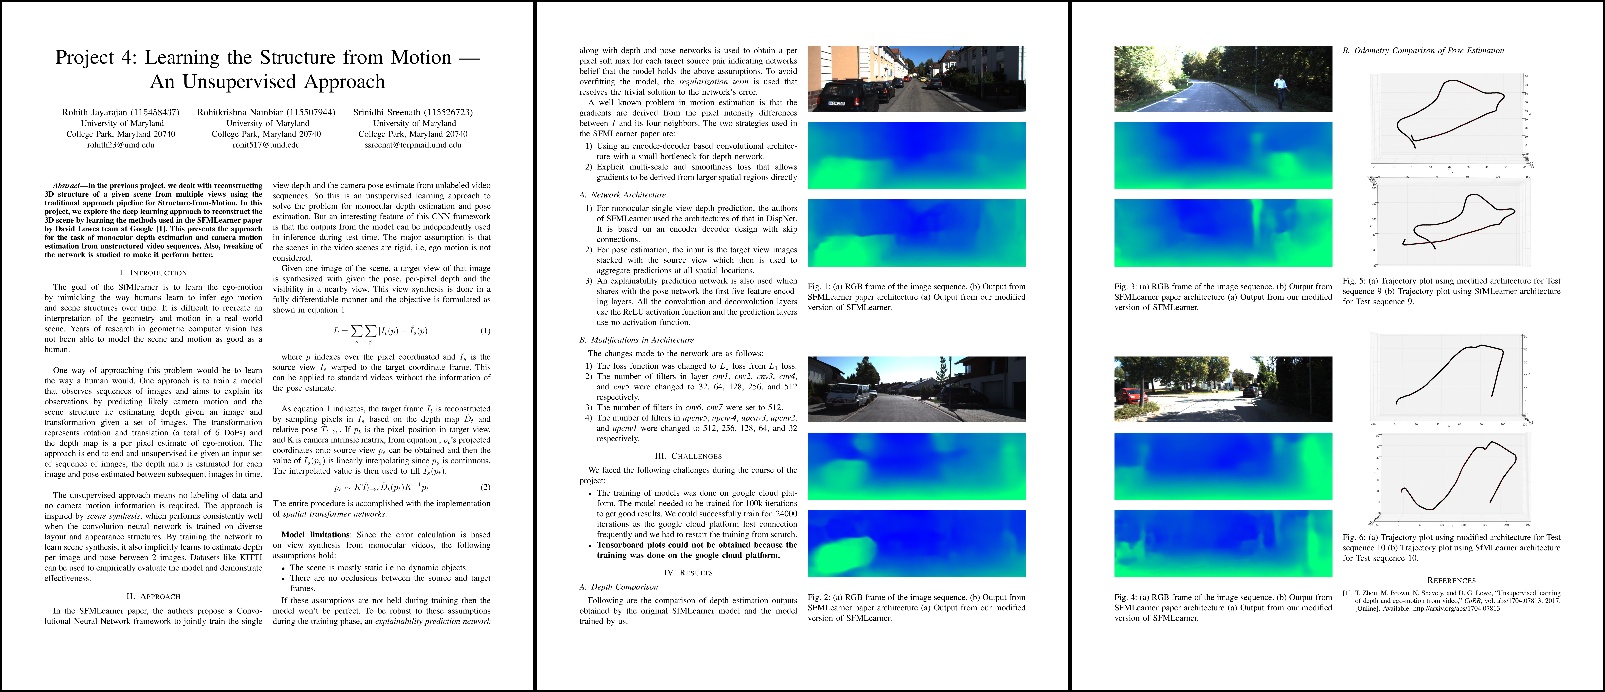 Project 4: Learning the Structure from Motion —
An Unsupervised Approach
Rohith Jayarajan (115458437)
University of Maryland
College Park, Maryland 20740
rohith23@umd.edu
Rohitkrishna Nambiar (115507944)
University of Maryland
College Park, Maryland 20740
rohit517@umd.edu
Srinidhi Sreenath (115526723)
University of Maryland
College Park, Maryland 20740
ssreenat@terpmail.umd.edu
Abstract—In the previous project, we dealt with reconstructing
3D structure of a given scene from multiple views using the
traditional approach pipeline for Structure-from-Motion. In this
project, we explore the deep learning approach to reconstruct the
3D scene by learning the methods used in the SFMLearner paper
by David Lowes team at Google [1]. This presents the approach
for the task of monocular depth estimation and camera motion
estimation from unstructured video sequences. Also, tweaking of
the network is studied to make it perform better.
I. Introduction
The goal of the SfMlearner is to learn the ego-motion
by mimicking the way humans learn to infer ego motion
and scene structures over time. It is difficult to recreate an
interpretation of the geometry and motion in a real world
scene. Years of research in geometric computer vision has
not been able to model the scene and motion as good as a
human.
One way of approaching this problem would be to learn
the way a human would. One approach is to train a model
that observes sequences of images and aims to explain its
observations by predicting likely camera motion and the
scene structure i.e estimating depth given an image and
transformation given a set of images. The transformation
represents rotation and translation (a total of 6 DoFs) and
the depth map is a per pixel estimate of ego-motion. The
approach is end to end and unsupervised i.e given an input set
of sequence of images, the depth map is estimated for each
image and pose estimated between subsequent images in time.
The unsupervised approach means no labeling of data and
no camera motion information is required. The approach is
inspired by scene synthesis, which performs consistently well
when the convolution neural network is trained on diverse
layout and appearance structures. By training the network to
learn scene synthesis, it also implicitly learns to estimate depth
per image and pose between 2 images. Datasets like KITTI
can be used to empirically evaluate the model and demonstrate
effectiveness.
II. Approach
In the SFMLearner paper, the authors propose a Convo-
lutional Neural Network framework to jointly train the single
view depth and the camera pose estimate from unlabeled video
sequences. So this is an unsupervised learning approach to
solve the problem for monocular depth estimation and pose
estimation. But an interesting feature of this CNN framework
is that the outputs from the model can be independently used
in inference during test time. The major assumption is that
the scenes in the video scenes are rigid. i.e, ego motion is not
considered.
Given one image of the scene, a target view of that image
is synthesized with given the pose, per-pixel depth and the
visibility in a nearby view. This view synthesis is done in a
fully differentiable manner and the objective is formulated as
shown in equation 1
(1)
where p indexes over the pixel coordinated and Îs is the
source view Is warped to the target coordinate frame. This
can be applied to standard videos without the information of
the pose estimate.
As equation 1 indicates, the target frame It is reconstructed
by sampling pixels in Is based on the depth map Dt and
relative pose Tt→s. If pt is the pixel position in target view,
and K is camera intrinsic matrix, from equation , pt's projected
coordinates onto source view ps can be obtained and then the
value of Is(ps) is linearly interpolating since ps is continuous.
The interpolated value is then used to fill Îs(pt)
(2)
The entire procedure is accomplished with the implementation
of spatial transformer networks.
Model limitations: Since the error calculation is based
on view synthesis from monocular videos, the following
assumptions hold:
• The scene is mostly static i.e no dynamic objects
• There are no occlusions between the source and target
frames.
If these assumptions are not held during training then the
model won't be perfect. To be robust to these assumptions
during the training phase, an explainability prediction network
along with depth and pose networks is used to obtain a per
pixel soft max for each target source pair indicating networks
belief that the model holds the above assumptions. To avoid
overfitting the model, the regularization term is used that
resolves the trivial solution to the network's error.
A well known problem in motion estimation is that the
gradients are derived from the pixel intensity differences
between I and its four neighbors. The two strategies used in
the SFMLearner paper are:
1) Using an encoder-decoder based convolutional architec-
ture with a small bottleneck for depth network.
2) Explicit multi-scale and smoothness loss that allows
gradients to be derived from larger spatial regions directly
A. Network Architecture
1) For monocular single view depth prediction, the authors
of SFMLearner used the architectures of that in DispNet.
It is based on an encoder decoder design with skip
connections.
2) For pose estimation, the input is the target view images
stacked with the source view which then is used to
aggregate predictions at all spatial locations.
3) An explainability prediction network is also used which
shares with the pose network the first five feature encod-
ing layers. All the convolution and deconvolution layers
use the ReLU activation function and the prediction layers
use no activation function.
B. Modifications in Architecture
The changes made to the network are as follows:
1) The loss function was changed to L2 loss from L1 loss.
2) The number of filters in layer cnv1, cnv2, cnv3, cnv4,
and cnv5 were changed to 32, 64, 128, 256, and 512
respectively.
3) The number of filters in cnv6, cnv7 were set to 512.
4) The number of filters in upcnv5, upcnv4, upcnv3, upcnv2,
and upcnv1 were changed to 512, 256, 128, 64, and 32
respectively.
III. Challenges
We faced the following challenges during the course of the
project:
• The training of models was done on google cloud plat-
form. The model needed to be trained for 100k iterations
to get good results. We could successfully train for 24000
iterations as the google cloud platform lost connection
frequently and we had to restart the training from scratch.
• Tensorboard plots could not be obtained because the
training was done on the google cloud platform.
IV. Results
A. Depth Comparison
Following are the comparison of depth estimation outputs
obtained by the original SfMLearner model and the model
trained by us.
Fig. 1: (a) RGB frame of the image sequence. (b) Output from
SFMLearner paper architecture (a) Output from our modified
version of SFMLearner.
Fig. 2: (a) RGB frame of the image sequence. (b) Output from
SFMLearner paper architecture (a) Output from our modified
version of SFMLearner.
Fig. 3: (a) RGB frame of the image sequence. (b) Output from
SFMLearner paper architecture (a) Output from our modified
version of SFMLearner.
Fig. 4: (a) RGB frame of the image sequence. (b) Output from
SFMLearner paper architecture (a) Output from our modified
version of SFMLearner.
B. Odometry Comparison of Pose Estimation
Fig. 5: (a) Trajectory plot using modified architecture for Test
sequence 9 (b) Trajectory plot using SfMLearner architecture
for Test sequence 9.
Fig. 6: (a) Trajectory plot using modified architecture for Test
sequence 10 (b) Trajectory plot using SfMLearner architecture
for Test sequence 10.
References
[1] T. Zhou, M. Brown, N. Snavely, and D. G. Lowe, "Unsupervised learning
of depth and ego-motion from video," CoRR, vol. abs/1704.07813, 2017.
[Online]. Available: http://arxiv.org/abs/1704.07813